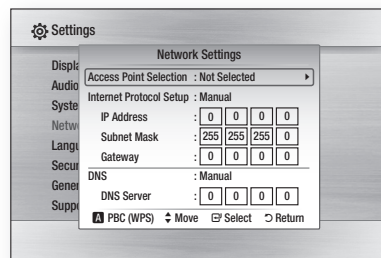 Settings
Network Settings
Displa
Access Point Selection : Not Selected
Audio
Internet Protocol Setup : Manual
Syste
IP Address : 0 0 0 0
Netw
Subnet Mask : 255 255 255 0
Langu
Gateway : 0 0 0 0
Secur
DNS : Manual
Gener
DNS Server : 0 0 0 0
Suppo
A PBC (WPS) Move Select Return